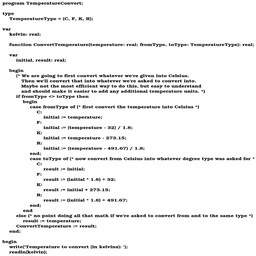 program TemperatureConvert;
type
TemperatureType = (C, F, K, R);
var
kelvin: real;
function ConvertTemperature(temperature: real; fromType, toType: TemperatureType): real;
var
initial, result: real;
begin
(* We are going to first convert whatever we're given into Celsius.
Then we'll convert that into whatever we're asked to convert into.
Maybe not the most efficient way to do this, but easy to understand
and should make it easier to add any additional temperature units. *)
if fromType <> toType then
begin
case fromType of (* first convert the temperature into Celsius *)
C:
initial := temperature;
F:
initial := (temperature - 32) / 1.8;
K:
initial := temperature - 273.15;
R:
initial := (temperature - 491.67) / 1.8;
end;
case toType of (* now convert from Celsius into whatever degree type was asked for *
C:
result := initial;
F:
result := (initial * 1.8) + 32;
K:
result := initial + 273.15;
R:
result := (initial * 1.8) + 491.67;
end;
end
else (* no point doing all that math if we're asked to convert from and to the same type *)
result := temperature;
ConvertTemperature := result;
end;
begin
write('Temperature to convert (in kelvins): ');
readln(kelvin);